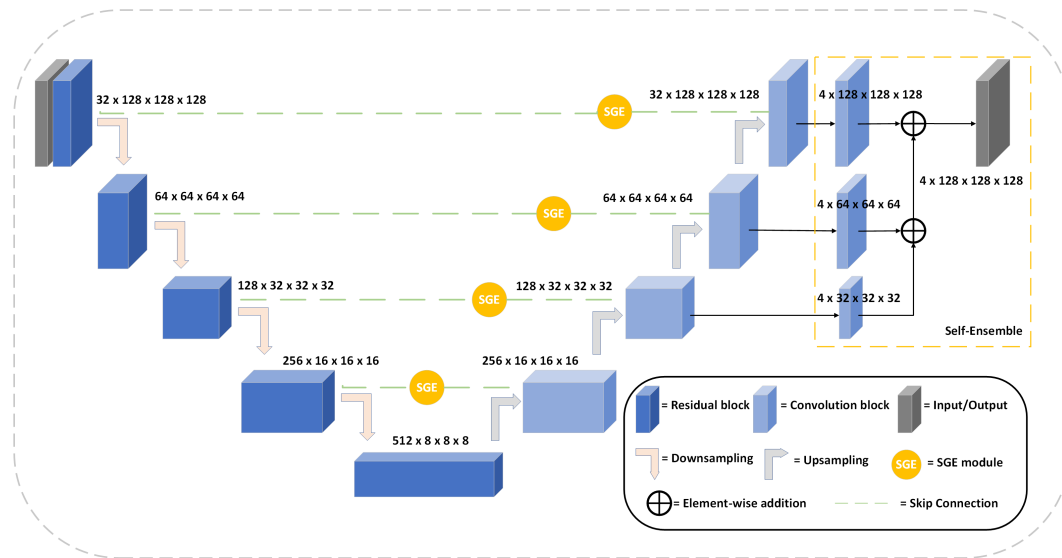 32 x 128 x 128 x 128
SGE
32 x 128 x 128 x 128
4 x 128 x 128 x 128
4 x 128 x 128 x 128
64 x 64 x 64 x 64
SGE
64 x 64 x 64 x 64
4 x 64 x 64 x 64
128 x 32 x 32 x 32
SGE
128 x 32 x 32 x 32
4 x 32 x 32 x 32
Self-Ensemble
256 x 16 x 16 x 16
SGE
256 x 16 x 16 x 16
512 x 8 x 8 x 8
= Residual block
= Convolution block
= Input/Output
= Downsampling
= Upsampling
SGE
= SGE module
= Element-wise addition
= Skip Connection